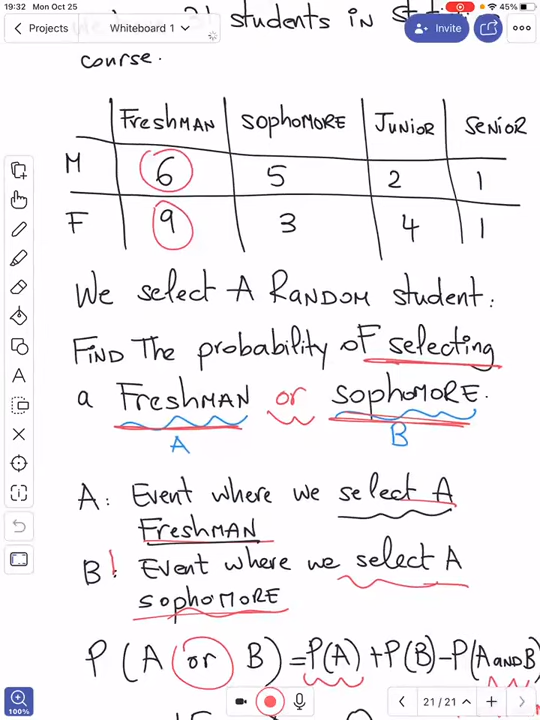 19:32 Mon Oct 25
45%
students in
Projects
Whiteboard 1
Invite
course.
Freshman SophoMORE Junior Senior
M 6 5 2 1
F 9 3 4 1
We select A Random student:
Find The probability of selecting
a Freshman or sophoMORE.
A B
A: Event where we select A
Freshman
B: Event where we select A
sophoMORE
P(A or B) = P(A) + P(B) - P(A and B)
100%
21/21